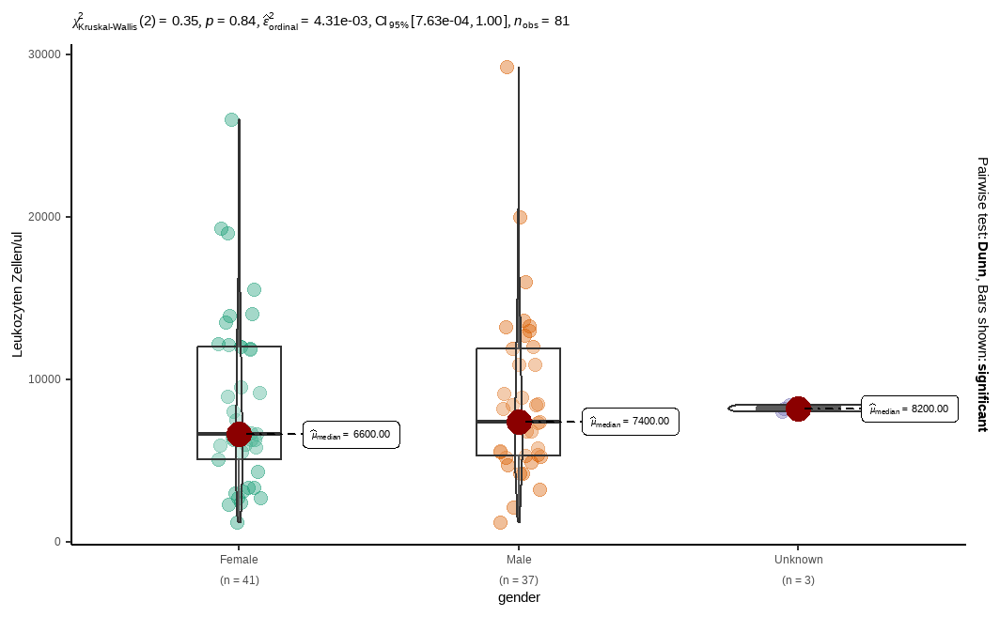 χ²Kruskal-Wallis(2) = 0.35, p = 0.84, ε̂²ordinal = 4.31e-03, CI95% [7.63e-04, 1.00], nobs = 81
30000
20000
10000
0
Leukozyten Zellen/ul
μ̂median = 6600.00
μ̂median = 7400.00
μ̂median = 8200.00
Female
(n = 41)
Male
(n = 37)
Unknown
(n = 3)
gender
Pairwise test: Dunn, Bars shown: significant